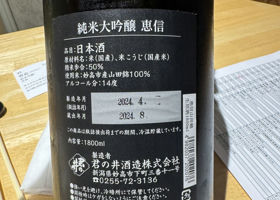 純米大吟醸 恵信
品目 日本酒
原材料名:米(国産)、米こうじ(国産米)
精米歩合:50%
使用米:妙高市産山田錦100%
アルコール分:14度
製造年月
2024. 4.
蔵出年月
2024. 8
内容量:1800ml
製造者
君の井酒造株式会社
新潟県妙高市下町三番十一号
☎0255-72-3136